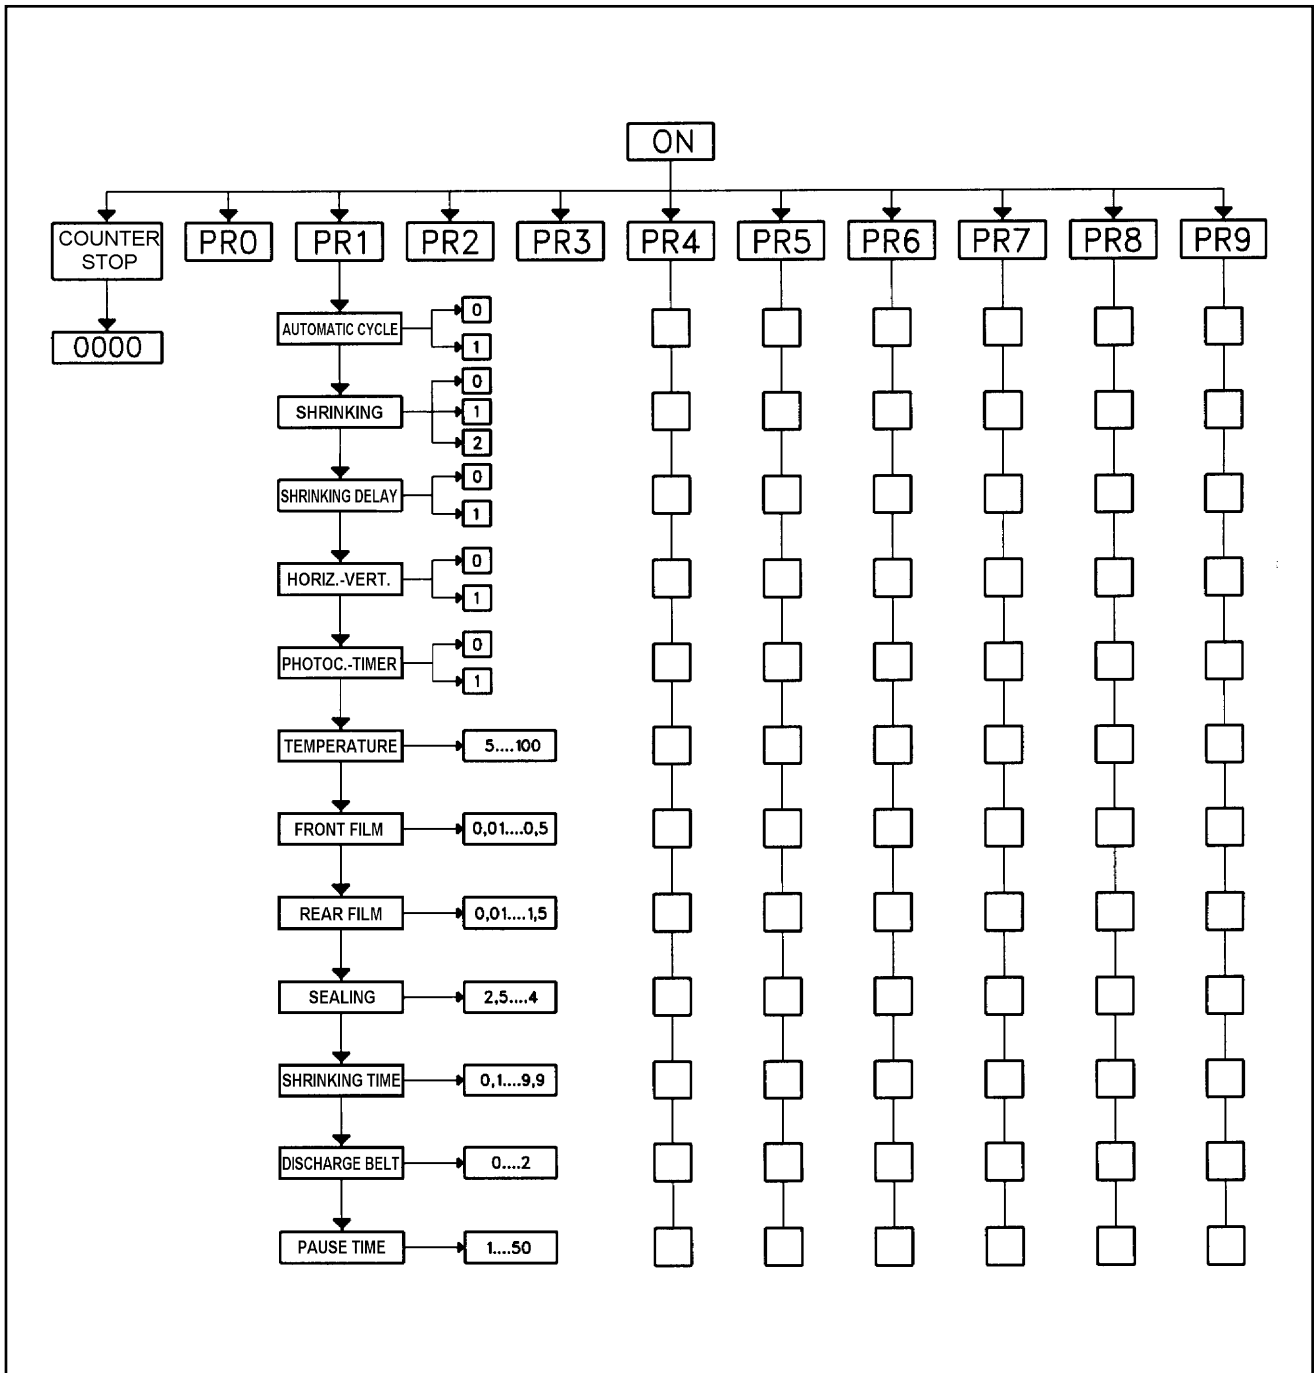 ON
COUNTER STOP PR0 PR1 PR2 PR3 PR4 PR5 PR6 PR7 PR8 PR9
0000
AUTOMATIC CYCLE
0
1
SHRINKING
0
1
2
SHRINKING DELAY
0
1
HORIZ.-VERT.
0
1
PHOTOC.-TIMER
0
1
TEMPERATURE 5....100
FRONT FILM 0,01....0,5
REAR FILM 0,01....1,5
SEALING 2,5....4
SHRINKING TIME 0,1....9,9
DISCHARGE BELT 0....2
PAUSE TIME 1....50